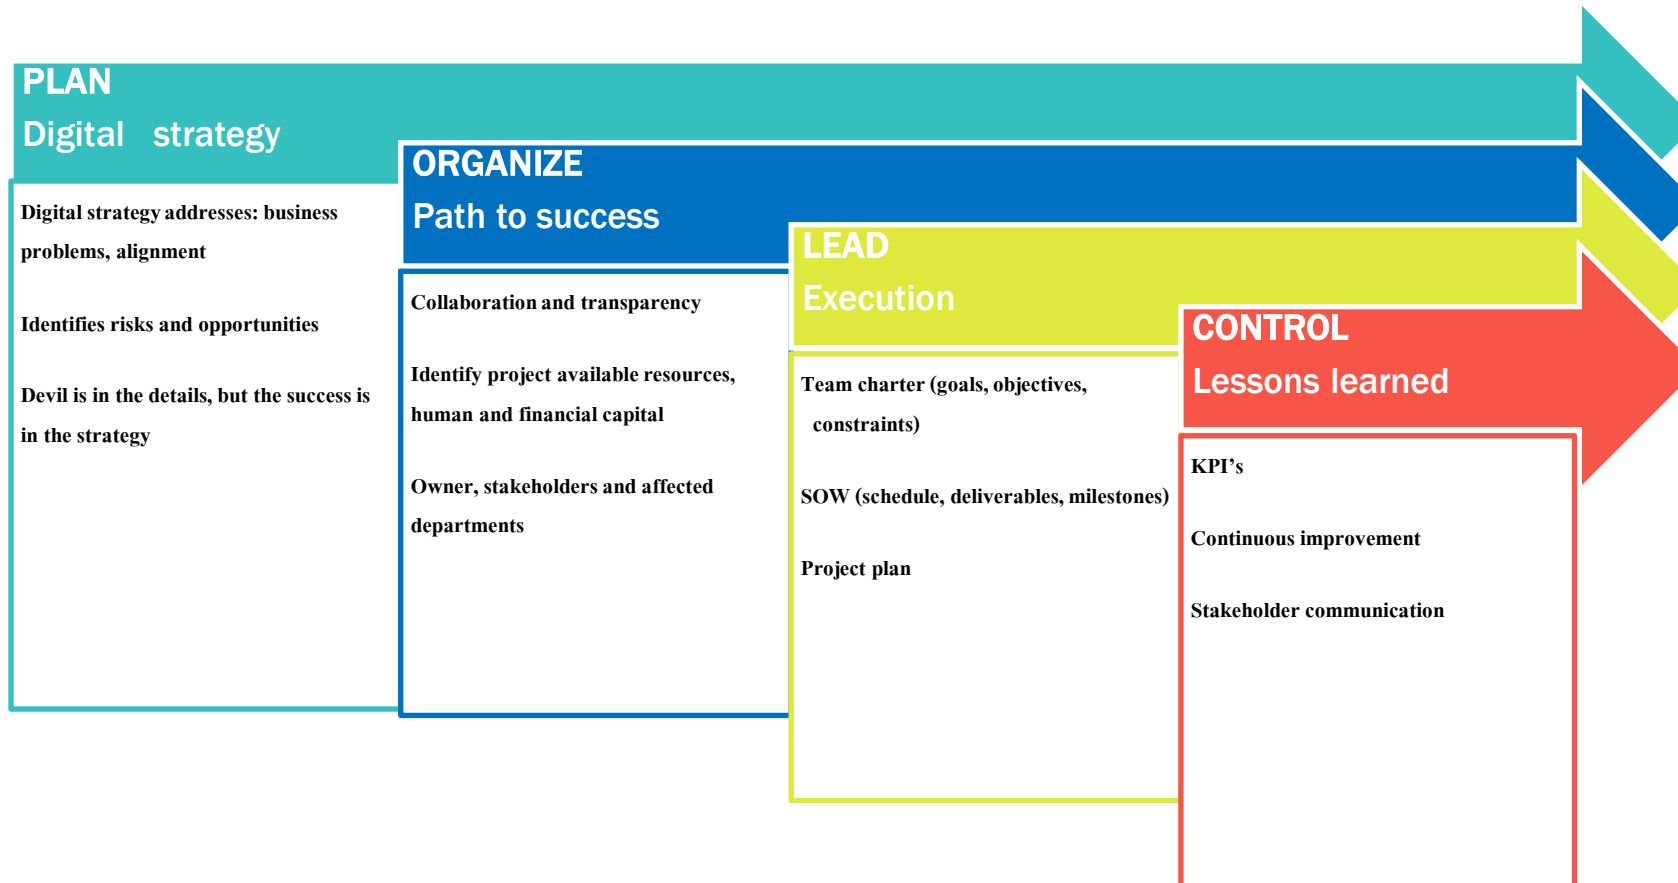 PLAN
Digital strategy
Digital strategy addresses: business
problems, alignment
Identifies risks and opportunities
Devil is in the details, but the success is
in the strategy
ORGANIZE
Path to success
Collaboration and transparency
Identify project available resources,
human and financial capital
Owner, stakeholders and affected
departments
LEAD
Execution
Team charter (goals, objectives,
constraints)
SOW (schedule, deliverables, milestones)
Project plan
CONTROL
Lessons learned
KPI’s
Continuous improvement
Stakeholder communication